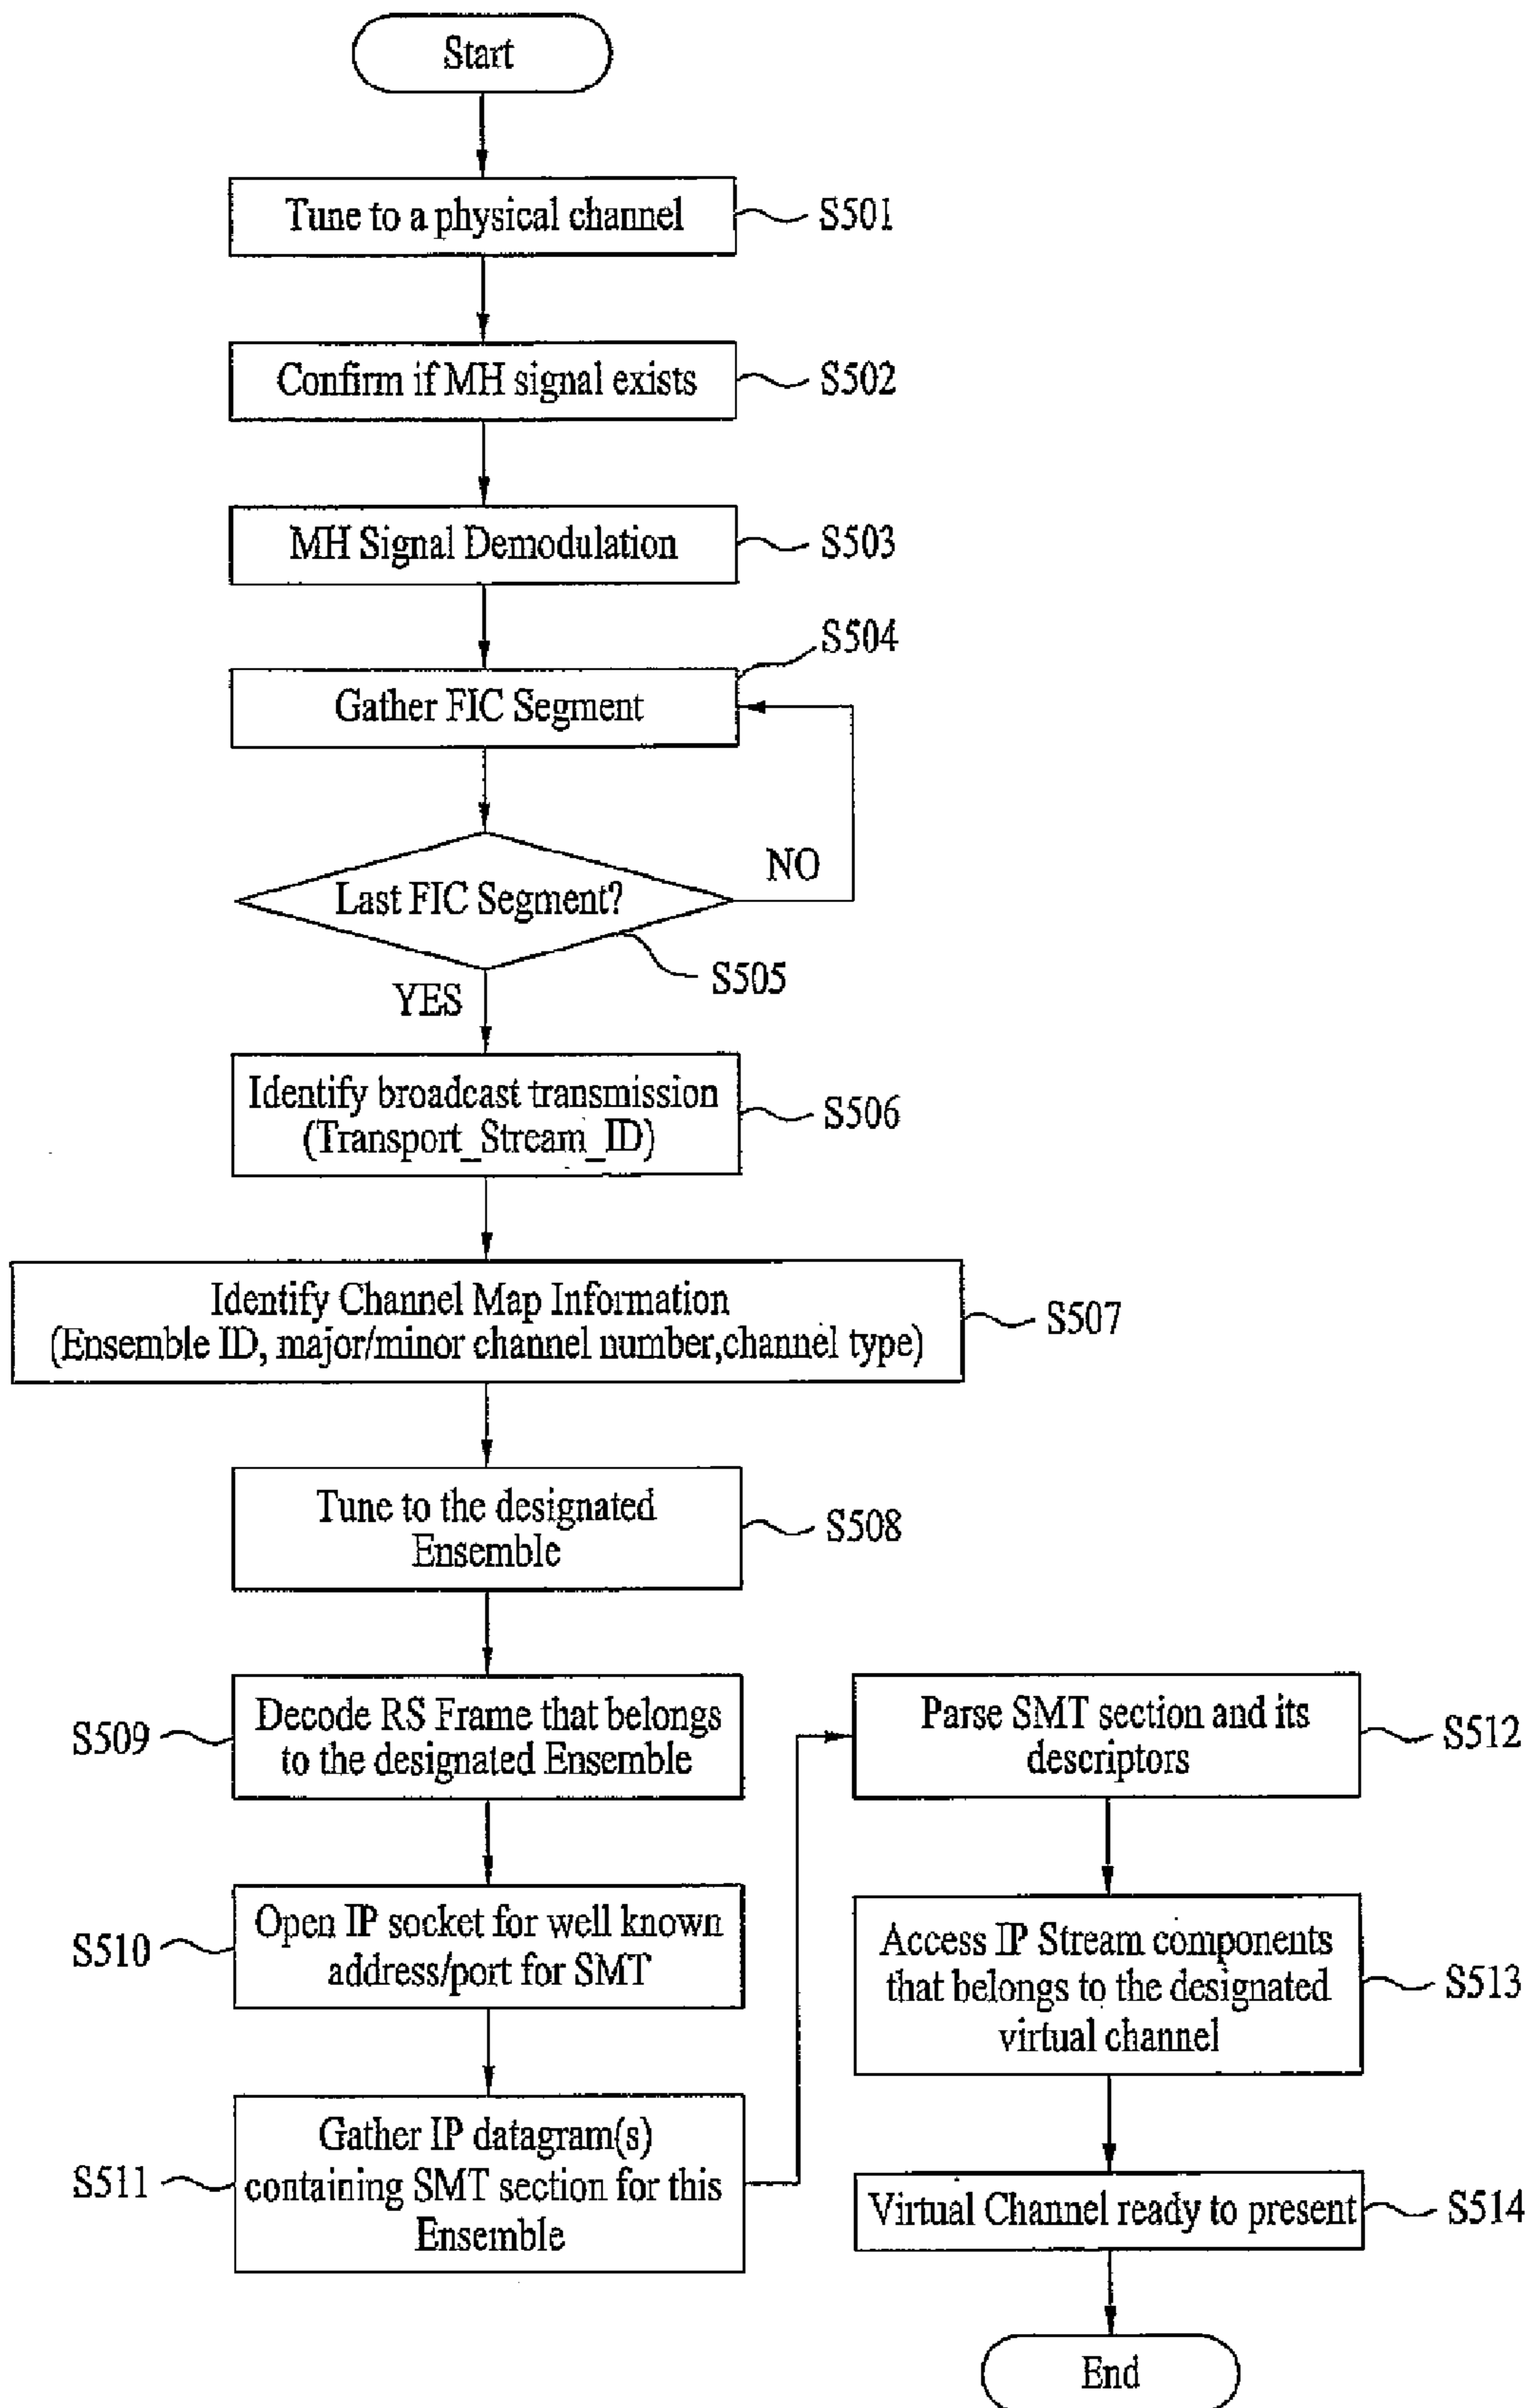 Start
Tune to a physical channel
S501
Confirm if MH signal exists
S502
MH Signal Demodulation
S503
S504
Gather FIC Segment
NO
Last FIC Segment?
S505
YES
Identify broadcast transmission
(Transport_Stream_ID)
S506
Identify Channel Map Information
(Ensemble ID, major/minor channel number,channel type)
S507
Tune to the designated
Ensemble
S508
S509
Decode RS Frame that belongs
to the designated Ensemble
S510
Open IP socket for well known
address/port for SMT
S511
Gather IP datagram(s)
containing SMT section for this
Ensemble
Parse SMT section and its
descriptors
S512
Access IP Stream components
that belongs to the designated
virtual channel
S513
Virtual Channel ready to present
S514
End